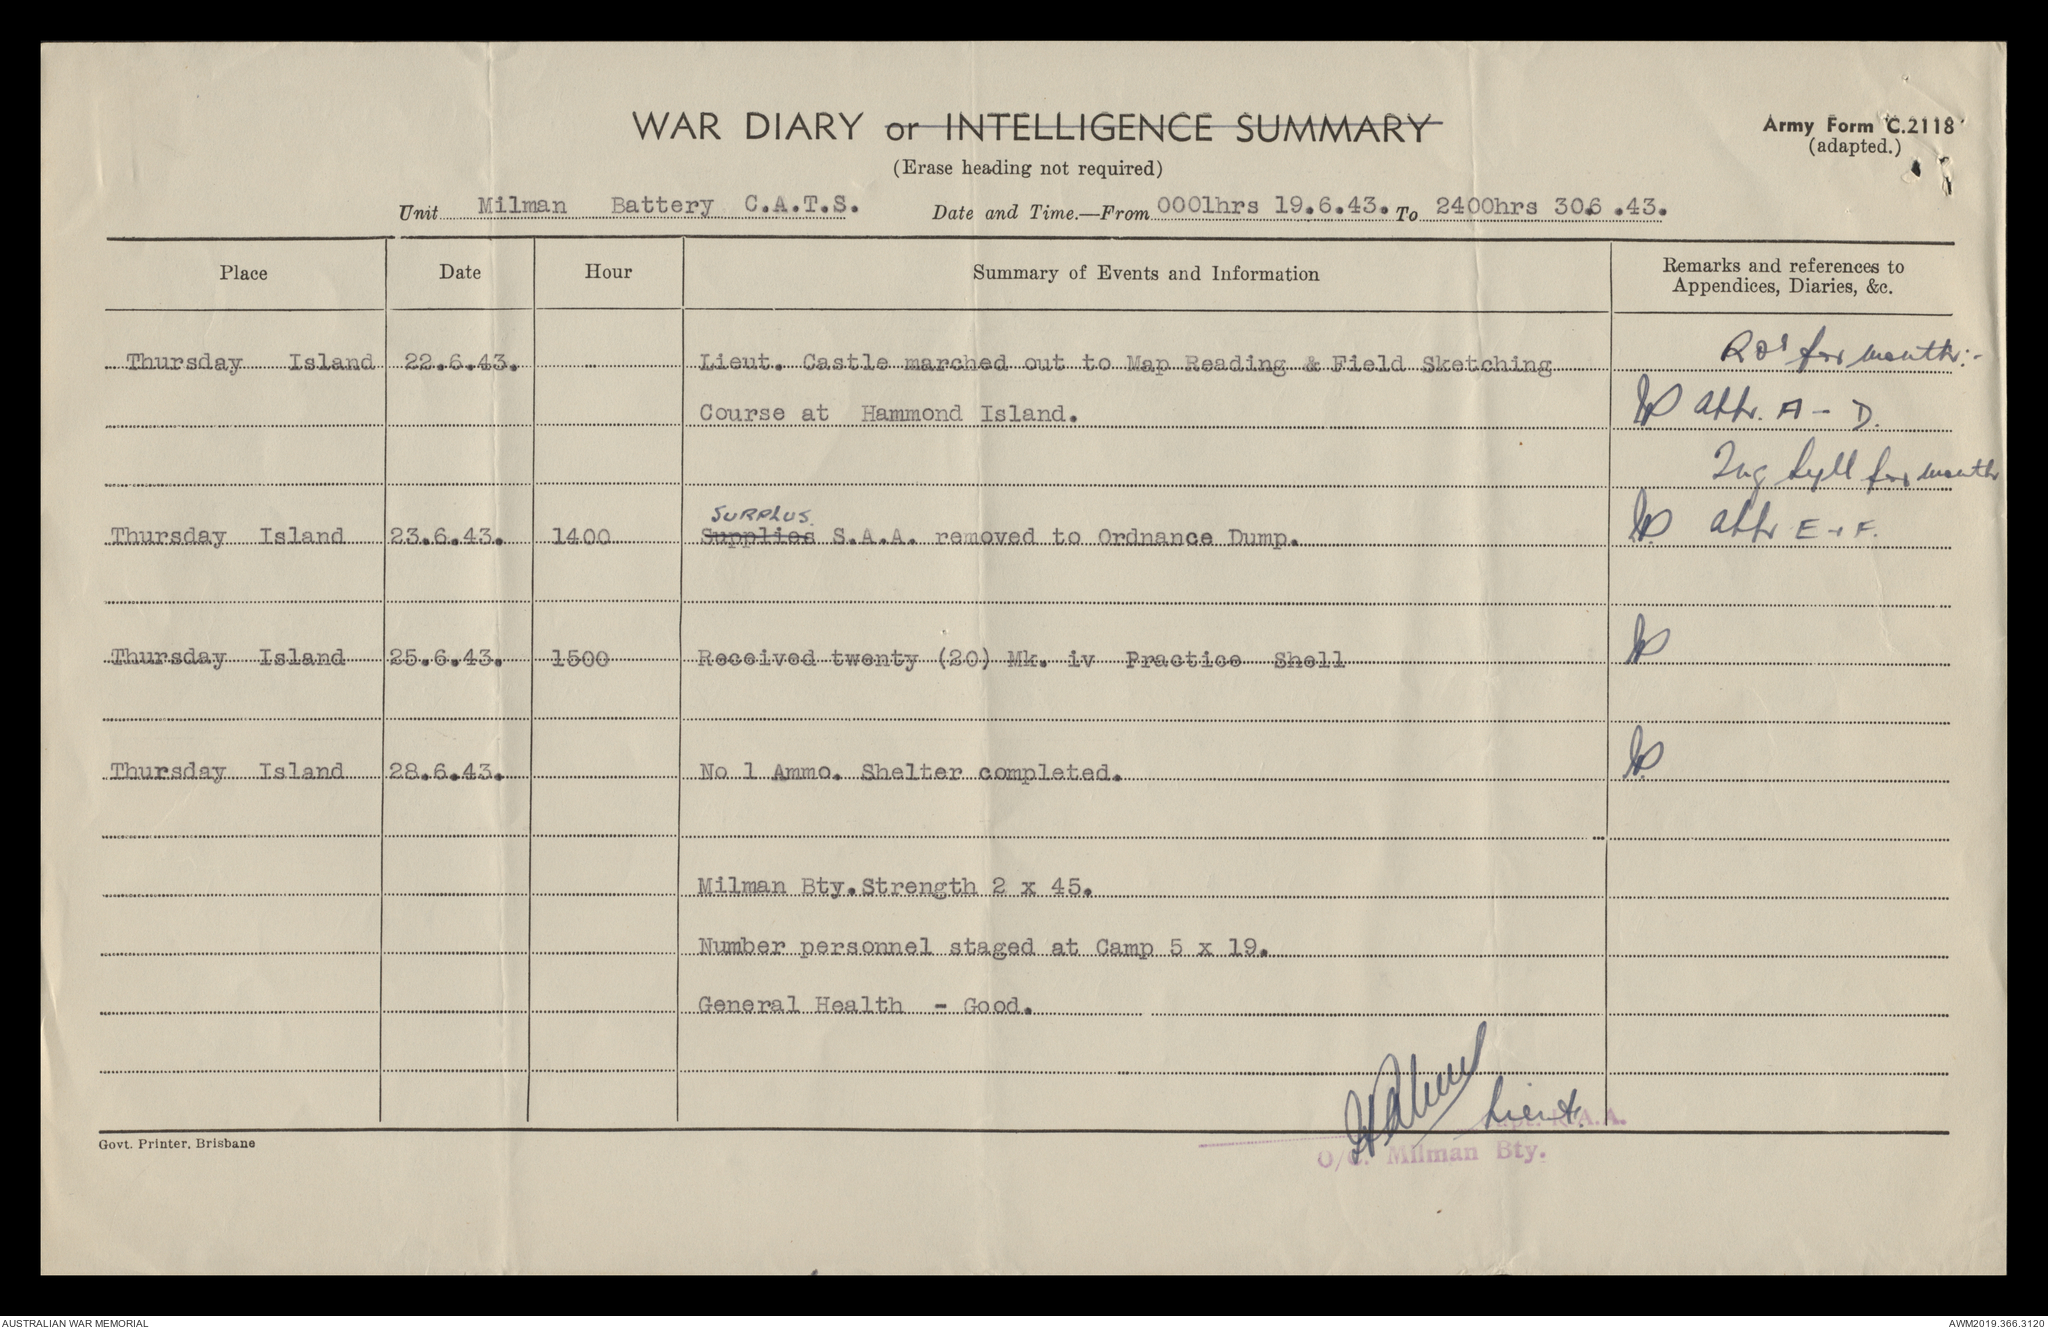 WAR DIARY or INTELLIGENCE SUMMARY
Army Form C.2118
(adapted.)
(Erase heading not required)
Unit Milman Battery C.A.T.S. Date and Time.—From 0001hrs 19.6.43. To 2400hrs 30.6.43.
Place Date Hour Summary of Events and Information Remarks and references to
Appendices, Diaries, &c.
Thursday Island 22.6.43. Lieut. Castle marched out to Map Reading & Field Sketching ROs for month:-
Course at Hammond Island. appx. A - D.
Tng Syll for month
SURPLUS.
Thursday Island 23.6.43. 1400 Supplies S.A.A. removed to Ordnance Dump. appx E + F.
Thursday Island 25.6.43. 1500 Received twenty (20) Mk. iv Practice Shell
Thursday Island 28.6.43. No 1 Ammo. Shelter completed.
Milman Bty. Strength 2 x 45.
Number personnel staged at Camp 5 x 19.
General Health - Good.
Lieut. R.A.A.
O/C. Milman Bty.
Govt. Printer, Brisbane
AUSTRALIAN WAR MEMORIAL
AWM2019.366.3120